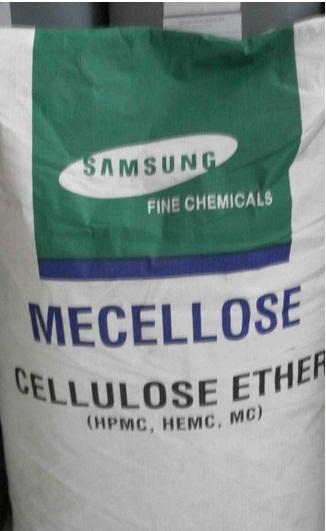 SAMSUNG
FINE CHEMICALS
MECELLOSE
CELLULOSE ETHER
(HPMC, HEMC, MC)